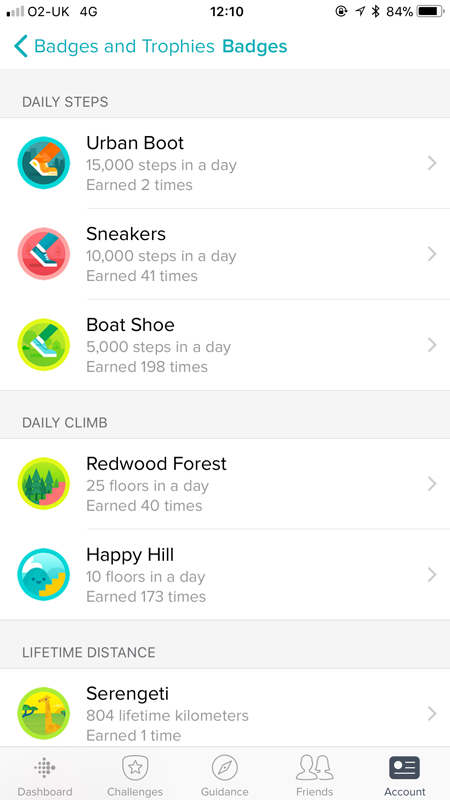 O2-UK 4G 12:10 84%
Badges and Trophies Badges
DAILY STEPS
Urban Boot
15,000 steps in a day
Earned 2 times
Sneakers
10,000 steps in a day
Earned 41 times
Boat Shoe
5,000 steps in a day
Earned 198 times
DAILY CLIMB
Redwood Forest
25 floors in a day
Earned 40 times
Happy Hill
10 floors in a day
Earned 173 times
LIFETIME DISTANCE
Serengeti
804 lifetime kilometers
Earned 1 time
Dashboard Challenges Guidance Friends Account